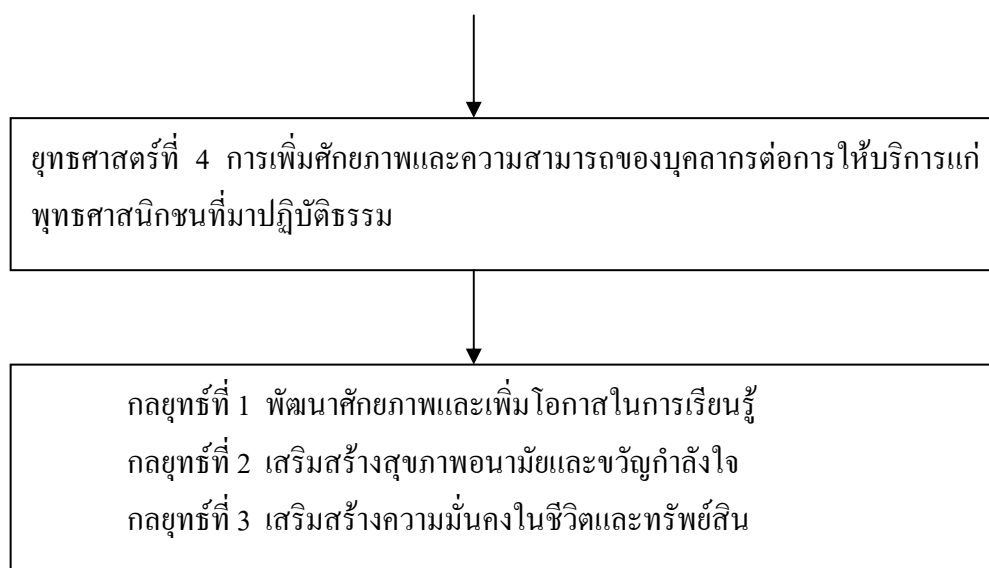 ยุทธศาสตร์ที่ 4 การเพิ่มศักยภาพและความสามารถของบุคลากรต่อการให้บริการแก่
พุทธศาสนิกชนที่มาปฏิบัติธรรม
กลยุทธ์ที่ 1 พัฒนาศักยภาพและเพิ่มโอกาสในการเรียนรู้
กลยุทธ์ที่ 2 เสริมสร้างสุขภาพอนามัยและขวัญกำลังใจ
กลยุทธ์ที่ 3 เสริมสร้างความมั่นคงในชีวิตและทรัพย์สิน